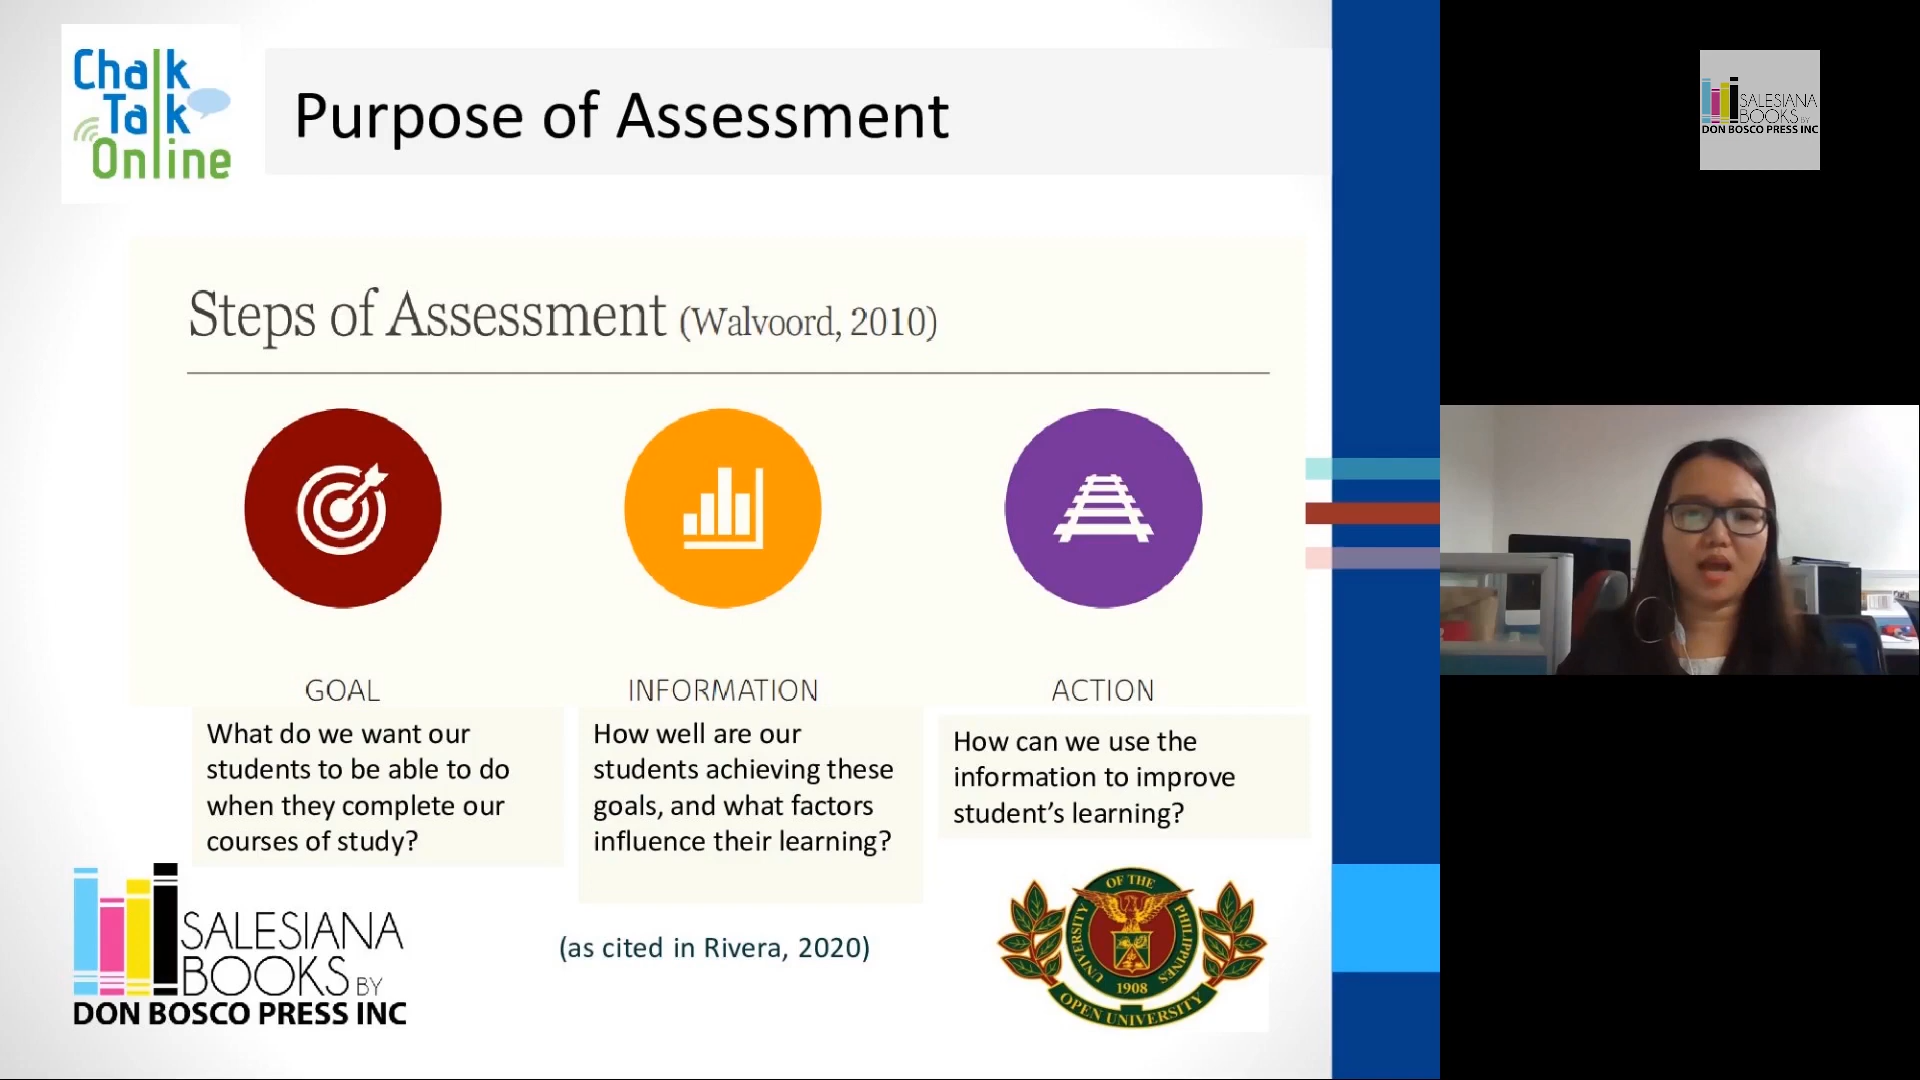 Chalk
Talk
Online
Purpose of Assessment
SALESIANA
BOOKS BY
DON BOSCO PRESS INC
Steps of Assessment (Walvoord, 2010)
GOAL
INFORMATION
ACTION
What do we want our
students to be able to do
when they complete our
courses of study?
How well are our
students achieving these
goals, and what factors
influence their learning?
How can we use the
information to improve
student’s learning?
SALESIANA
BOOKS BY
DON BOSCO PRESS INC
(as cited in Rivera, 2020)
UNIVERSITY OF THE PHILIPPINES
1908
OPEN UNIVERSITY